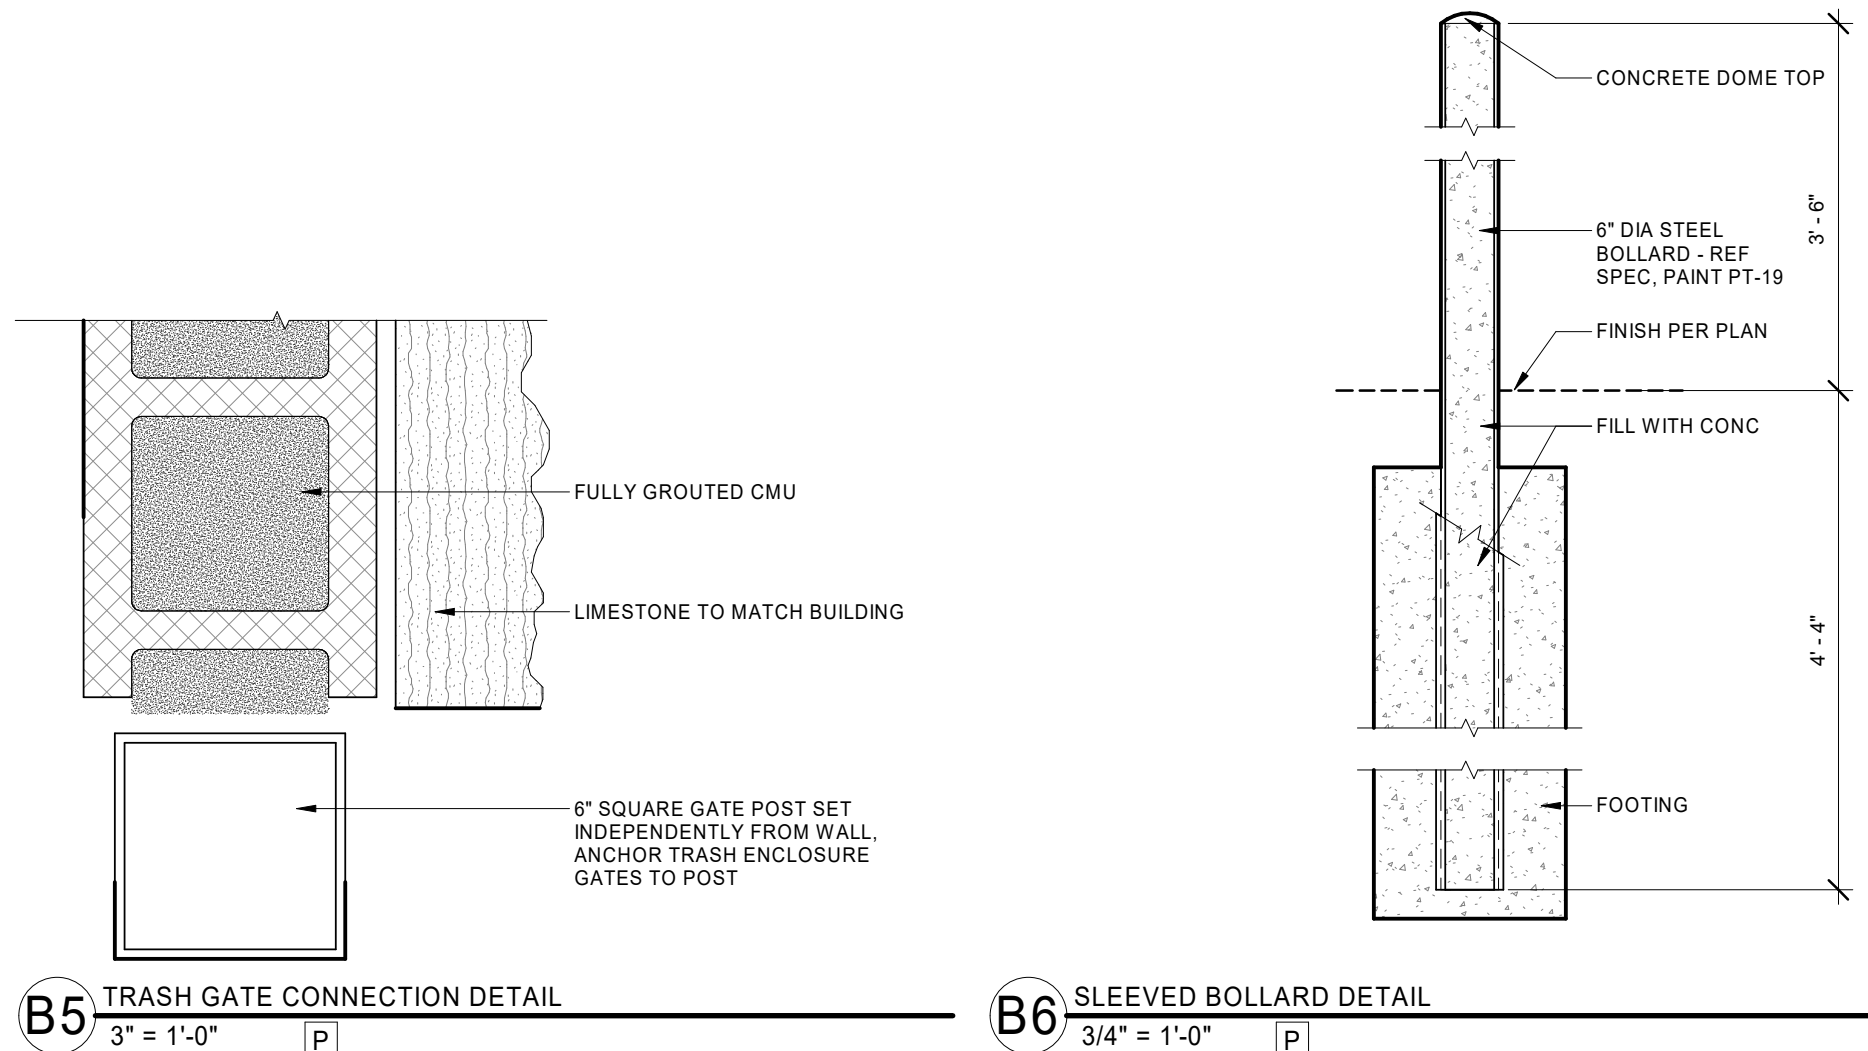 FULLY GROUTED CMU
LIMESTONE TO MATCH BUILDING
6" SQUARE GATE POST SET
INDEPENDENTLY FROM WALL,
ANCHOR TRASH ENCLOSURE
GATES TO POST
B5
TRASH GATE CONNECTION DETAIL
3" = 1'-0"
P
CONCRETE DOME TOP
3' - 6"
6" DIA STEEL
BOLLARD - REF
SPEC, PAINT PT-19
FINISH PER PLAN
FILL WITH CONC
4' - 4"
FOOTING
B6
SLEEVED BOLLARD DETAIL
3/4" = 1'-0"
P